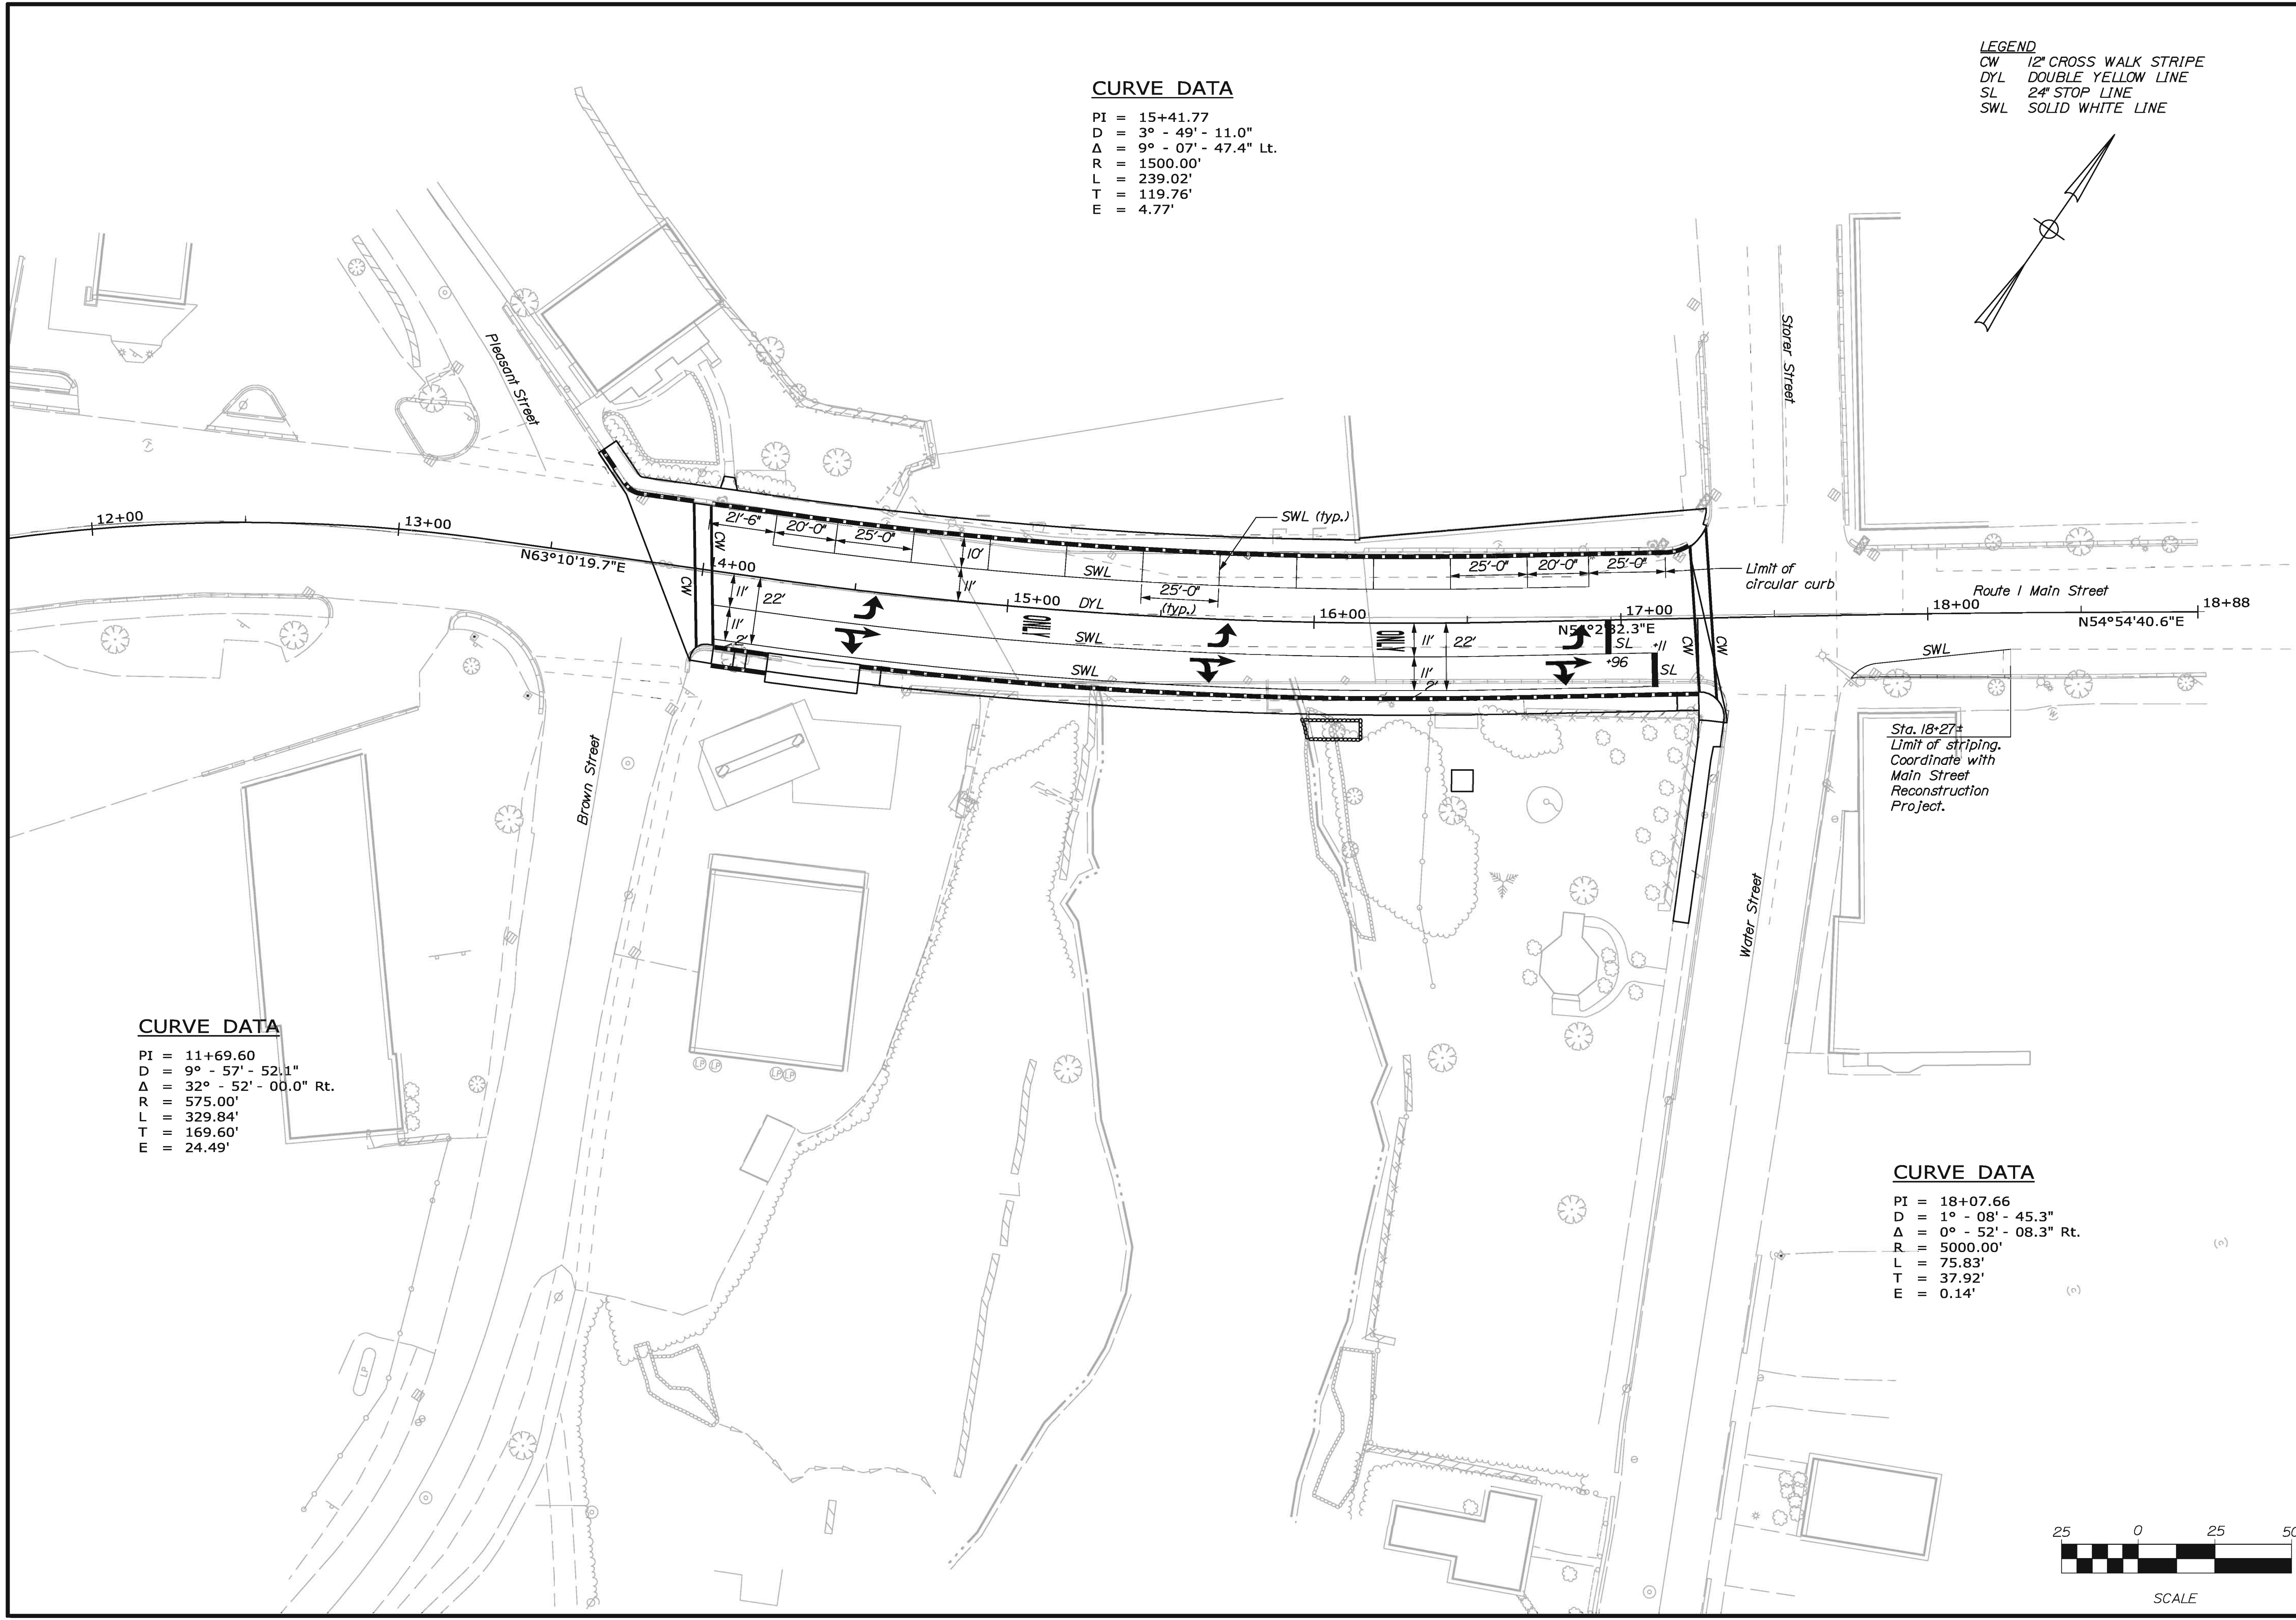 LEGEND
CW 12" CROSS WALK STRIPE
DYL DOUBLE YELLOW LINE
SL 24" STOP LINE
SWL SOLID WHITE LINE
CURVE DATA
PI = 15+41.77
D = 3° - 49' - 11.0"
Δ = 9° - 07' - 47.4" Lt.
R = 1500.00'
L = 239.02'
T = 119.76'
E = 4.77'
Pleasant Street
Storer Street
12+00
13+00
N63°10'19.7"E
14+00
15+00
16+00
17+00
18+00
18+88
N54°54'40.6"E
Route 1 Main Street
21'-6"
20'-0"
25'-0"
SWL (typ.)
10'
11'
SWL
25'-0"
(typ.)
25'-0"
20'-0"
25'-0"
Limit of
circular curb
CW
CW
11'
22'
11'
2'
DYL
ONLY
SWL
SWL
ONLY
11'
22'
11'
2'
SL
+96
+11
SL
CW
CW
SWL
Sta. 18+27±
Limit of striping.
Coordinate with
Main Street
Reconstruction
Project.
Brown Street
Water Street
LP
LP
LP
LP
LP
CURVE DATA
PI = 11+69.60
D = 9° - 57' - 52.1"
Δ = 32° - 52' - 00.0" Rt.
R = 575.00'
L = 329.84'
T = 169.60'
E = 24.49'
CURVE DATA
PI = 18+07.66
D = 1° - 08' - 45.3"
Δ = 0° - 52' - 08.3" Rt.
R = 5000.00'
L = 75.83'
T = 37.92'
E = 0.14'
25 0 25 50
SCALE